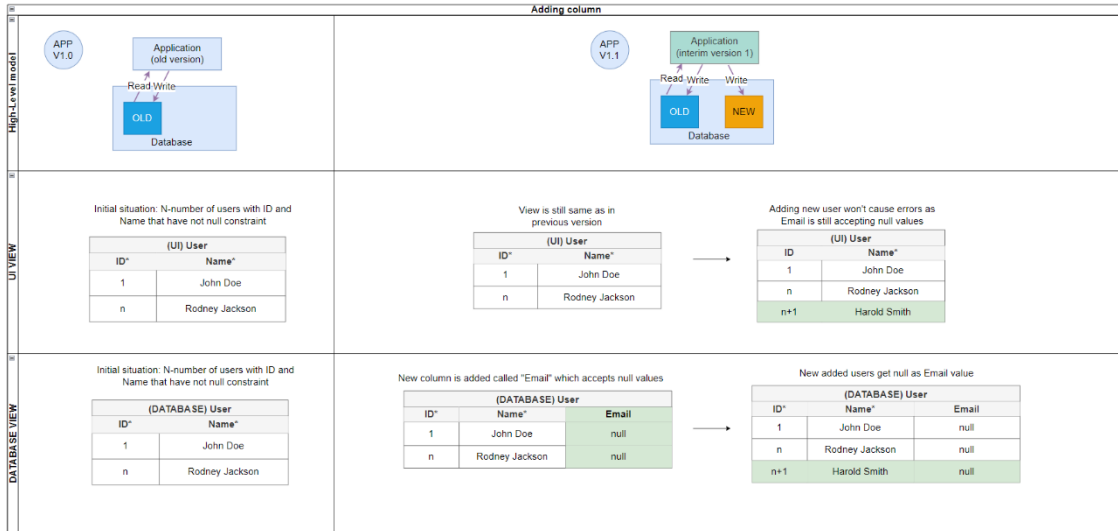 Adding column
High-Level model
APP
V1.0
Application
(old version)
Read Write
OLD
Database
APP
V1.1
Application
(interim version 1)
Read Write
Write
OLD
NEW
Database
UI VIEW
Initial situation: N-number of users with ID and
Name that have not null constraint
(UI) User
ID* Name*
1 John Doe
n Rodney Jackson
View is still same as in
previous version
(UI) User
ID* Name*
1 John Doe
n Rodney Jackson
Adding new user won't cause errors as
Email is still accepting null values
(UI) User
ID Name*
1 John Doe
n Rodney Jackson
n+1 Harold Smith
DATABASE VIEW
Initial situation: N-number of users with ID and
Name that have not null constraint
(DATABASE) User
ID* Name*
1 John Doe
n Rodney Jackson
New column is added called "Email" which accepts null values
(DATABASE) User
ID* Name* Email
1 John Doe null
n Rodney Jackson null
New added users get null as Email value
(DATABASE) User
ID* Name* Email
1 John Doe null
n Rodney Jackson null
n+1 Harold Smith null